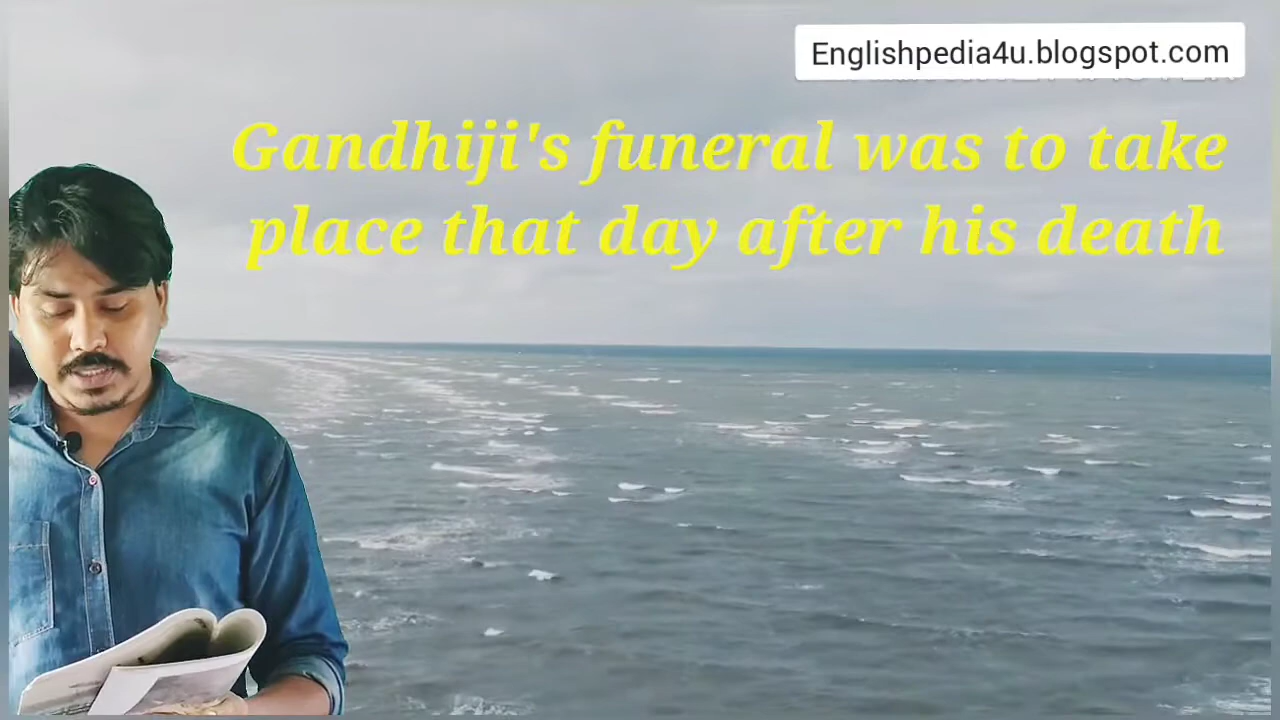 Englishpedia4u.blogspot.com
Gandhiji's funeral was to take
place that day after his death